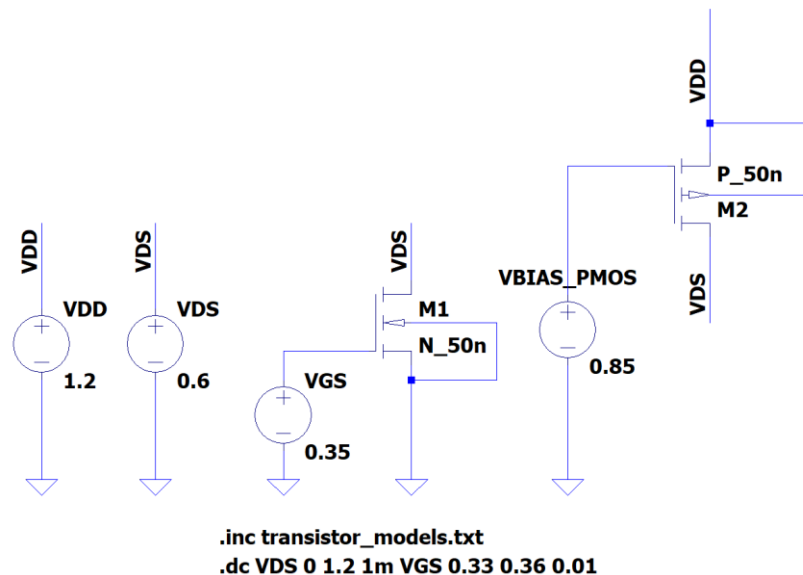 VDD
P_50n
M2
VDD
VDS
VDS
VDS
VBIAS_PMOS
VDD
VDS
M1
N_50n
VGS
1.2
0.6
0.85
0.35
.inc transistor_models.txt
.dc VDS 0 1.2 1m VGS 0.33 0.36 0.01